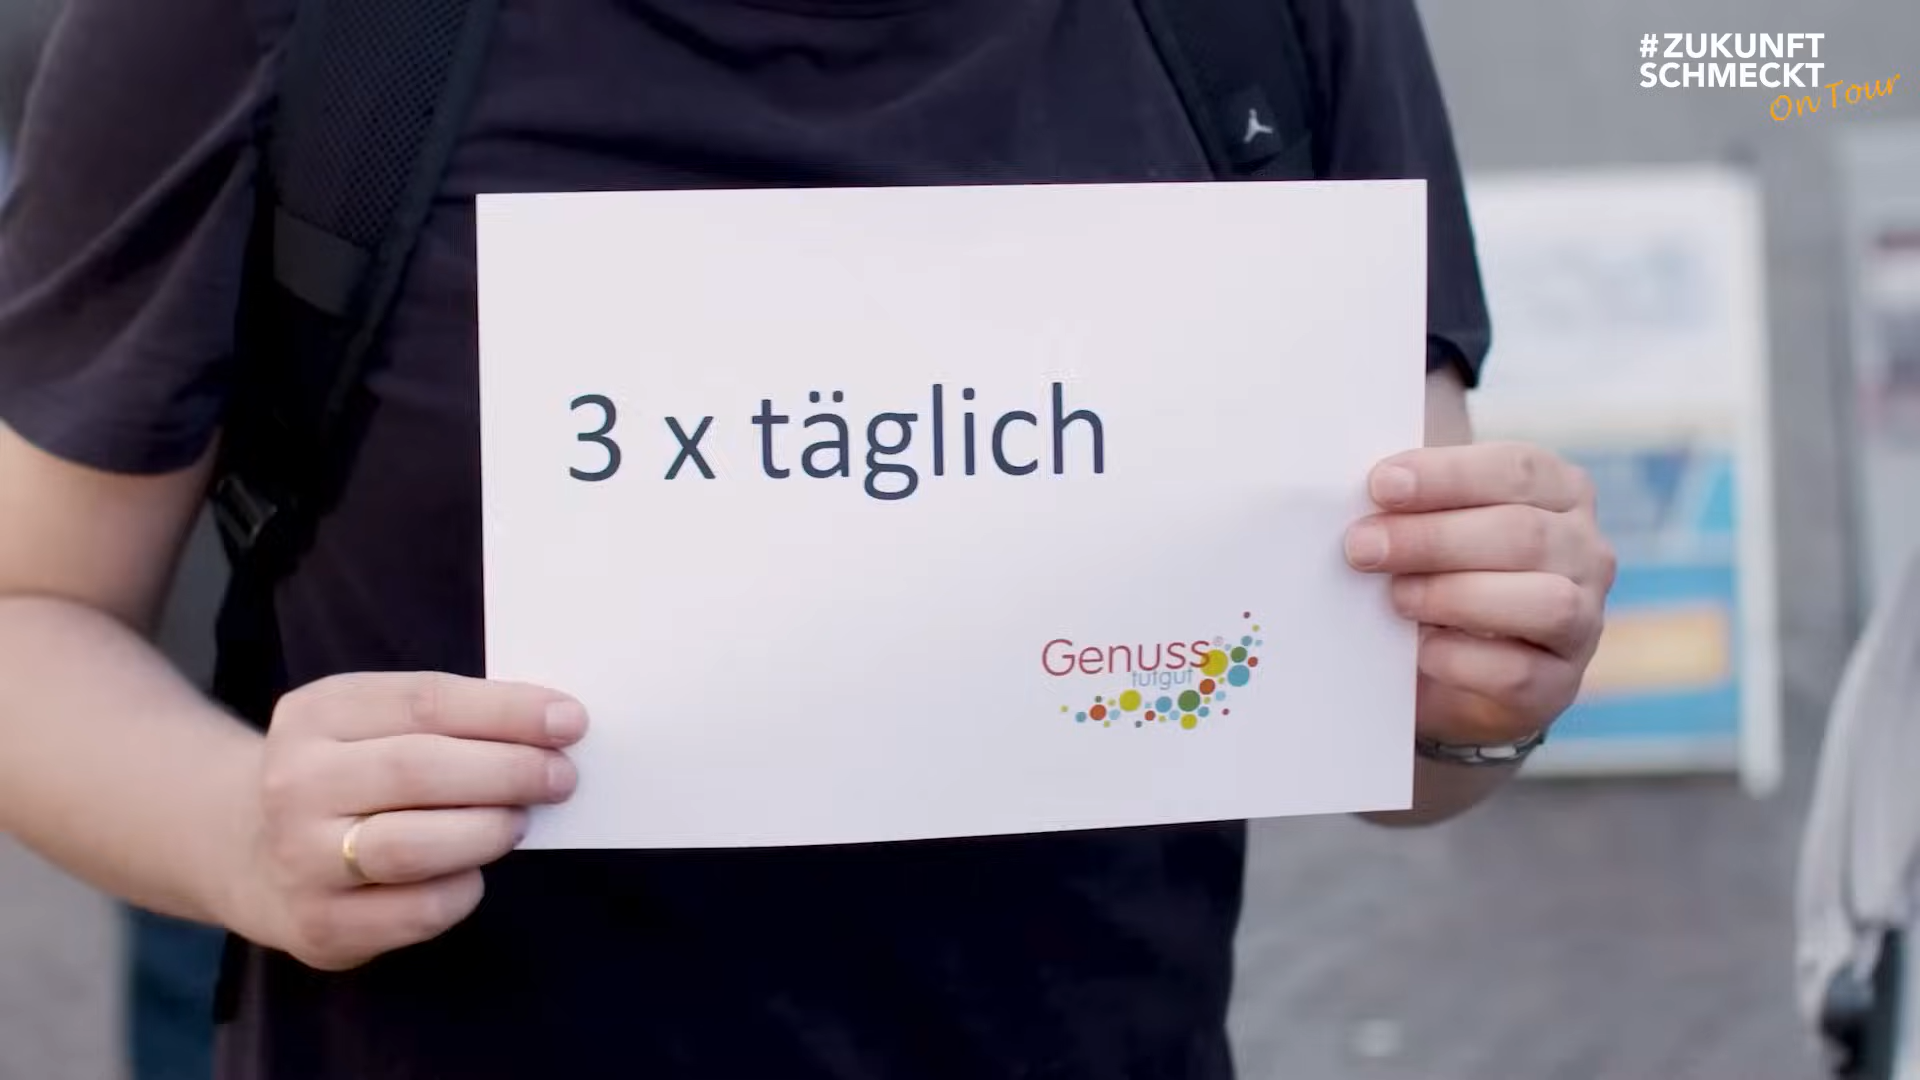 #ZUKUNFT
SCHMECKT
On Tour
3 x täglich
Genuss
tutgut